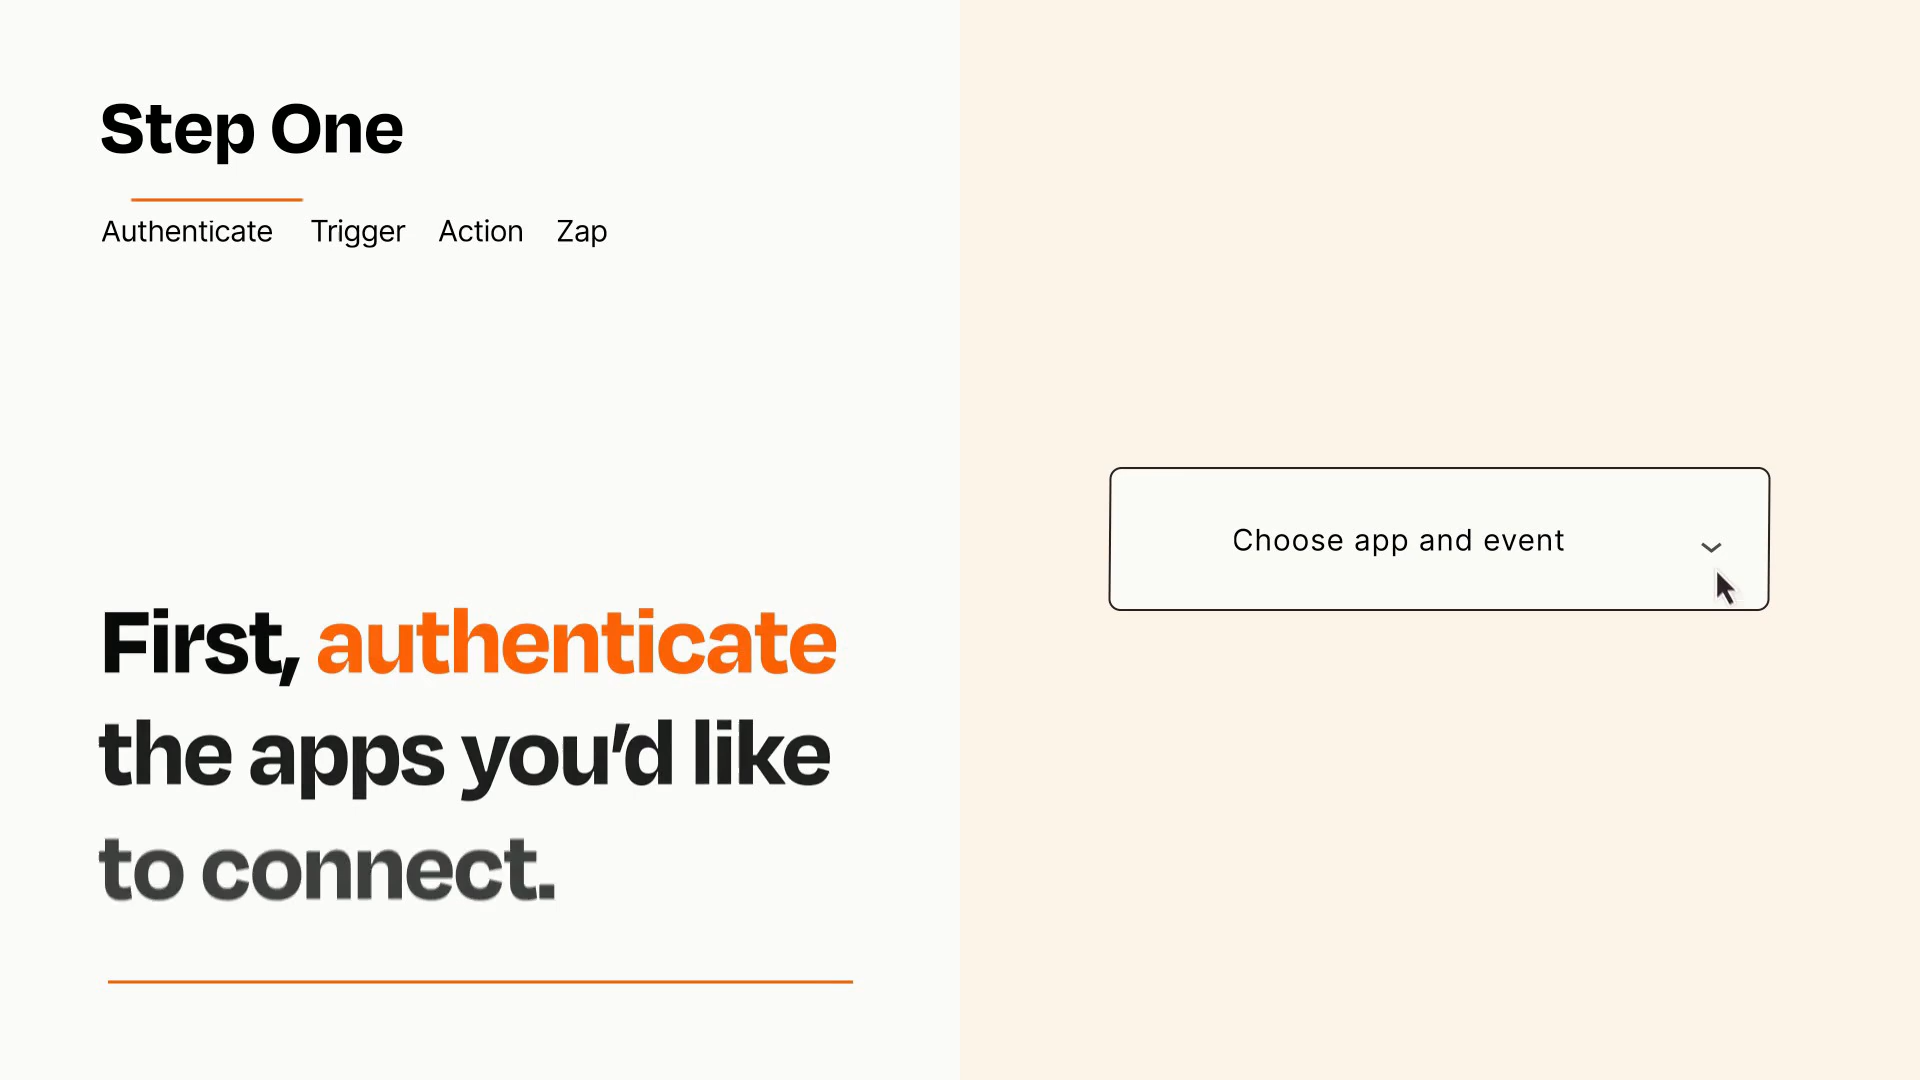 Step One
Authenticate Trigger Action Zap
First, authenticate
the apps you’d like
to connect.
Choose app and event